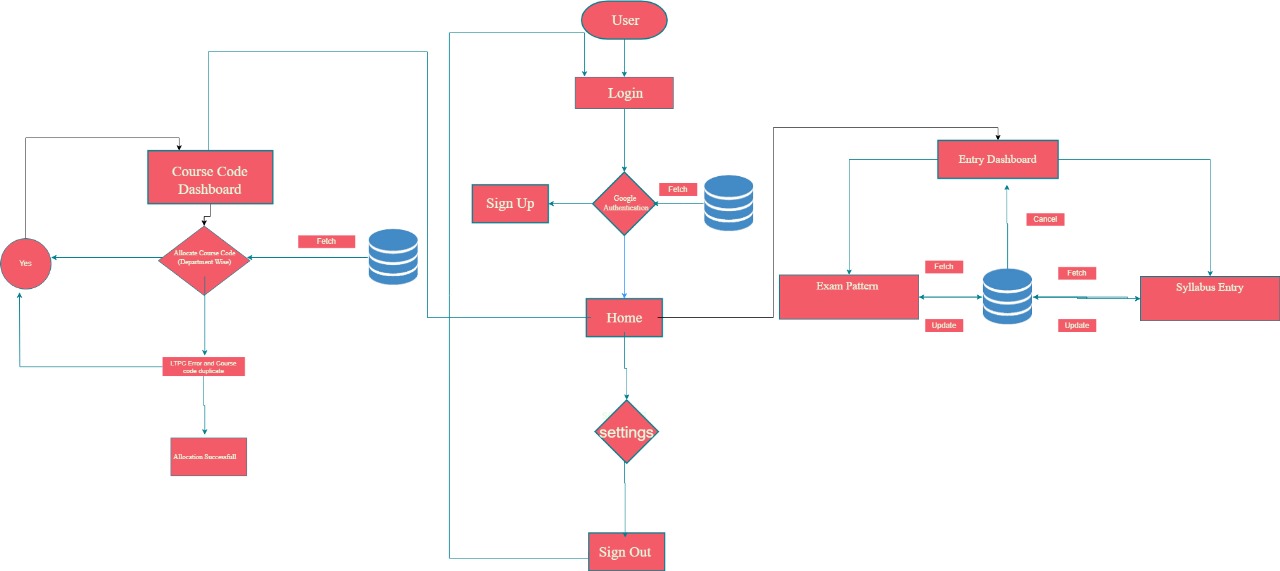 User
Login
Course Code
Dashboard
Entry Dashboard
Fetch
Sign Up
Google
Authentication
Cancel
Fetch
Allocate Course Code
(Department Wise)
Yes
Fetch
Fetch
Exam Pattern
Syllabus Entry
Home
Update
Update
LTPC Error and Course
code duplicate
settings
Allocation Successfull
Sign Out